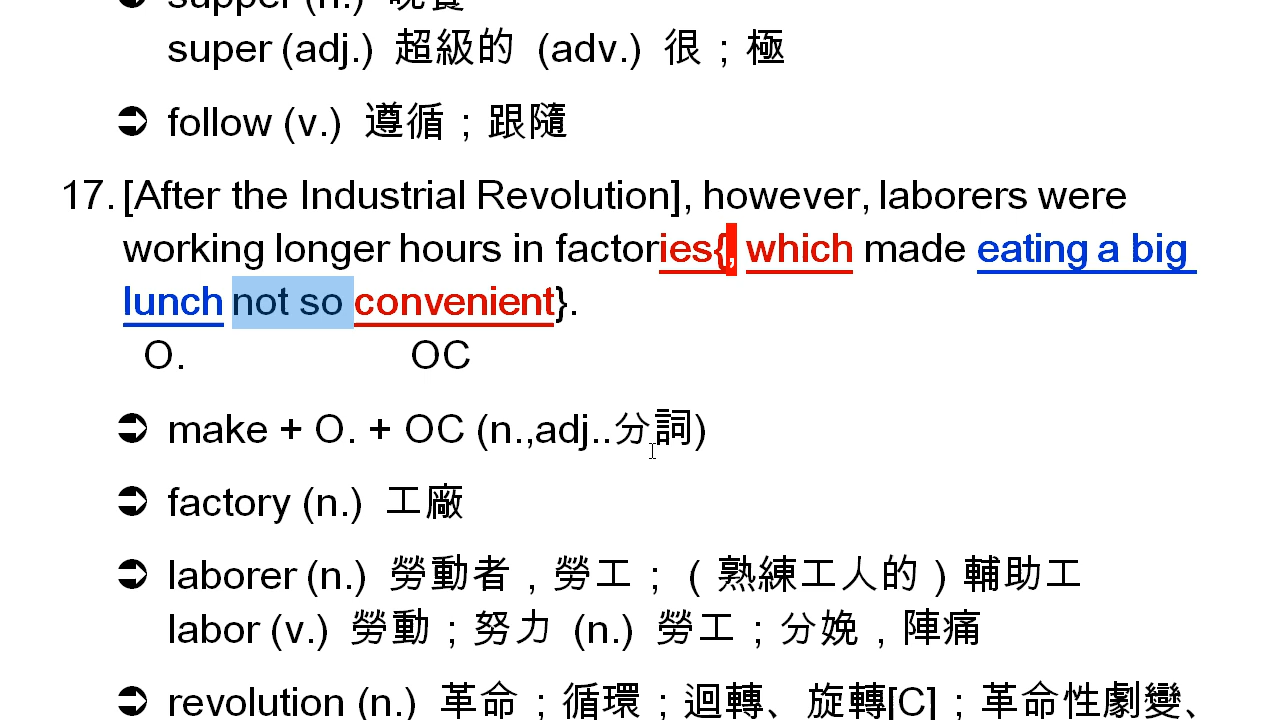 supper (n.) 晚餐
super (adj.) 超級的 (adv.) 很；極
➲ follow (v.) 遵循；跟隨
17. [After the Industrial Revolution], however, laborers were
working longer hours in factories{, which made eating a big
lunch not so convenient}.
O. OC
➲ make + O. + OC (n.,adj..分詞)
➲ factory (n.) 工廠
➲ laborer (n.) 勞動者，勞工；（熟練工人的）輔助工
labor (v.) 勞動；努力 (n.) 勞工；分娩，陣痛
➲ revolution (n.) 革命；循環；迴轉、旋轉[C]；革命性劇變、